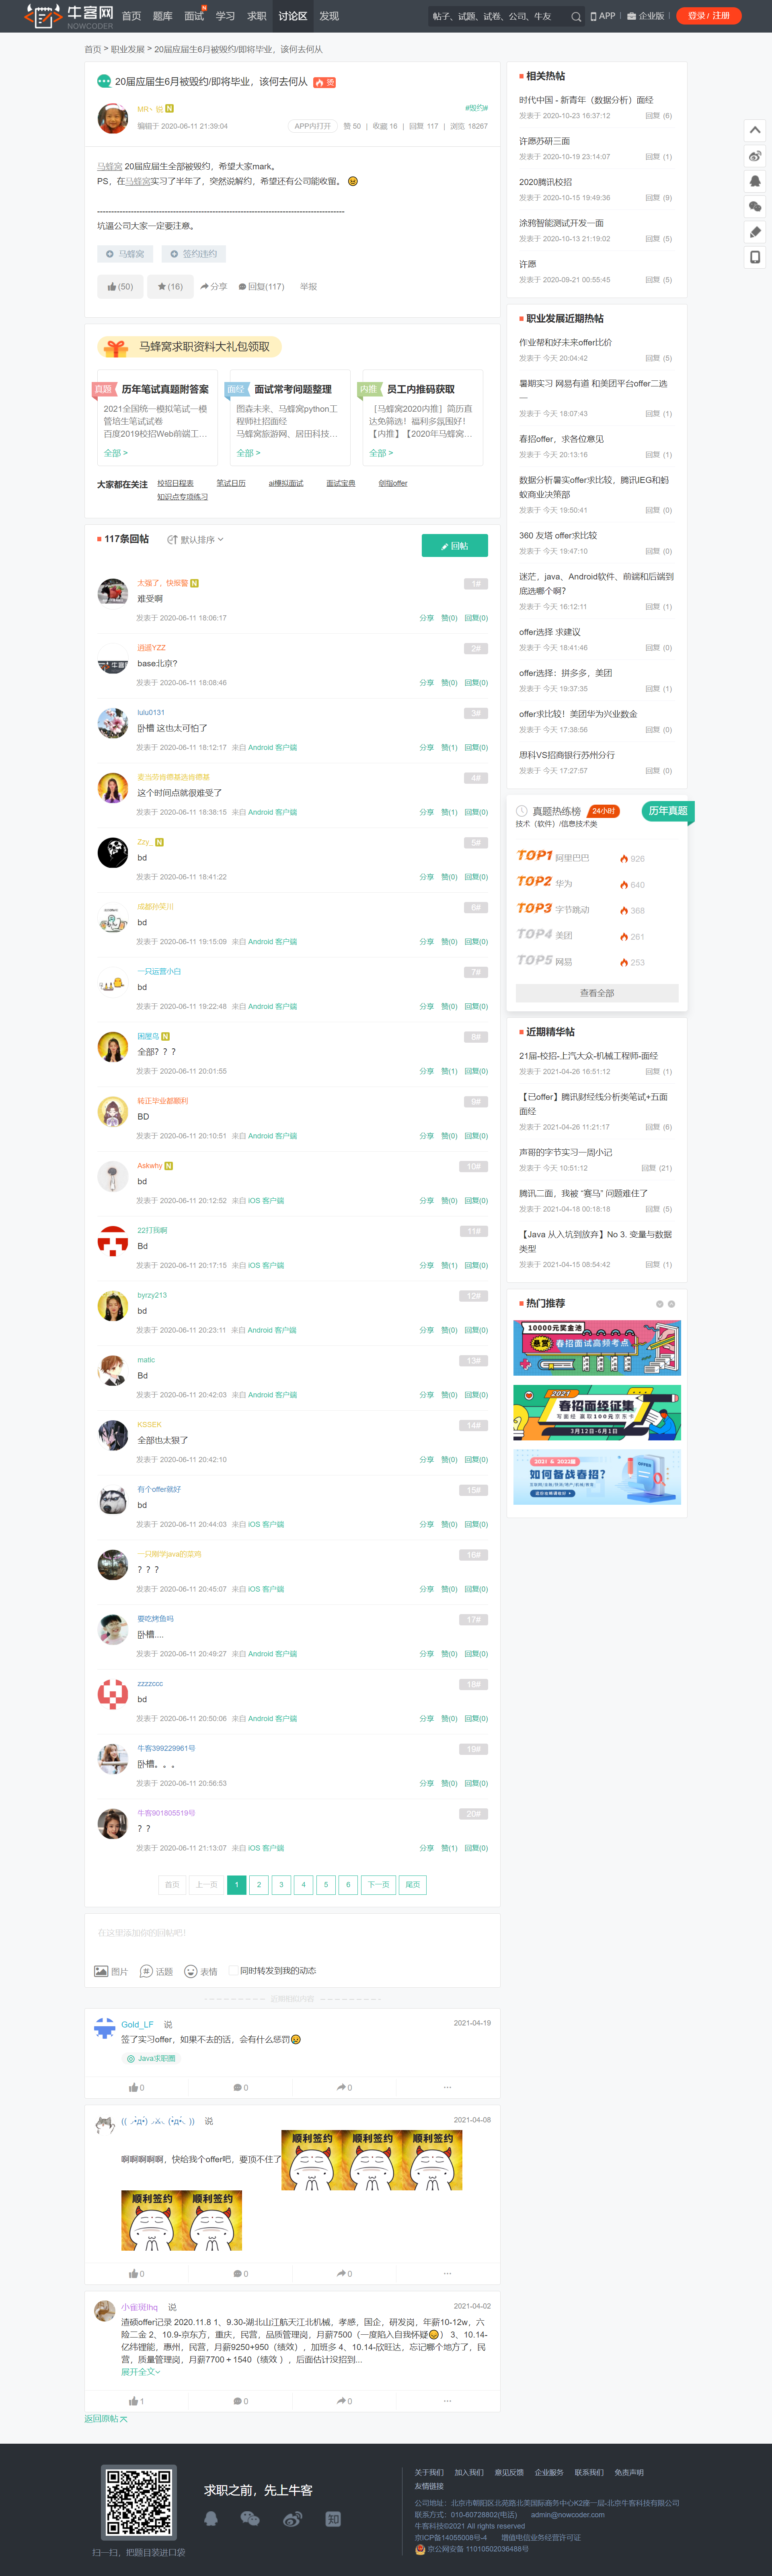 牛客网 NOWCODER 首页 题库 面试 N 学习 求职 讨论区 发现 帖子、试题、试卷、公司、牛友 APP 企业版 登录 / 注册
首页 > 职业发展 > 20届应届生6月被毁约/即将毕业，该何去何从
20届应届生6月被毁约/即将毕业，该何去何从 热
N
#毁约#
编辑于 2020-06-11 21:39:04 APP内打开 赞 50 | 收藏 16 | 回复 117 | 浏览 18267
马蜂窝 20届应届生全部被毁约，希望大家mark。
PS，在马蜂窝实习了半年了，突然说解约，希望还有公司能收留。
坑逼公司大家一定要注意。
马蜂窝 签约违约
(50) (16) 分享 回复(117) 举报
马蜂窝求职资料大礼包领取
真题 历年笔试真题附答案
2021全国统一模拟笔试一模
管培生笔试试卷
百度2019校招Web前端工...
全部 >
面经 面试常考问题整理
图森未来、马蜂窝python工
程师社招面经
马蜂窝旅游网、居田科技...
全部 >
内推 员工内推码获取
［马蜂窝2020内推］简历直
达免筛选！福利多氛围好！
【内推】【2020年马蜂窝...
全部 >
大家都在关注 校招日程表 笔试日历 ai模拟面试 面试宝典 剑指offer
知识点专项练习
117条回帖 默认排序 回帖
太强了，快报警 N 1#
难受啊
发表于 2020-06-11 18:06:17 分享 赞(0) 回复(0)
逍遥YZZ 2#
base北京?
发表于 2020-06-11 18:08:46 分享 赞(0) 回复(0)
lulu0131 3#
卧槽 这也太可怕了
发表于 2020-06-11 18:12:17 来自 Android 客户端 分享 赞(1) 回复(0)
4#
这个时间点就很难受了
发表于 2020-06-11 18:38:15 来自 Android 客户端 分享 赞(1) 回复(0)
Zzy_ N 5#
bd
发表于 2020-06-11 18:41:22 分享 赞(0) 回复(0)
成都孙笑川 6#
bd
发表于 2020-06-11 19:15:09 来自 Android 客户端 分享 赞(0) 回复(0)
一只运营小白 7#
bd
发表于 2020-06-11 19:22:48 来自 Android 客户端 分享 赞(0) 回复(0)
N 8#
全部? ? ?
发表于 2020-06-11 20:01:55 分享 赞(1) 回复(0)
转正毕业都顺利 9#
BD
发表于 2020-06-11 20:10:51 来自 Android 客户端 分享 赞(0) 回复(0)
Askwhy N 10#
bd
发表于 2020-06-11 20:12:52 来自 iOS 客户端 分享 赞(0) 回复(0)
22打我啊 11#
Bd
发表于 2020-06-11 20:17:15 来自 iOS 客户端 分享 赞(1) 回复(0)
byrzy213 12#
bd
发表于 2020-06-11 20:23:11 来自 Android 客户端 分享 赞(0) 回复(0)
matic 13#
Bd
发表于 2020-06-11 20:42:03 来自 Android 客户端 分享 赞(0) 回复(0)
KSSEK 14#
全部也太狠了
发表于 2020-06-11 20:42:10 分享 赞(0) 回复(0)
有个offer就好 15#
bd
发表于 2020-06-11 20:44:03 来自 iOS 客户端 分享 赞(0) 回复(0)
一只刚学java的菜鸡 16#
? ? ?
发表于 2020-06-11 20:45:07 来自 iOS 客户端 分享 赞(0) 回复(0)
要吃烤鱼吗 17#
卧槽....
发表于 2020-06-11 20:49:27 来自 Android 客户端 分享 赞(0) 回复(0)
zzzzccc 18#
bd
发表于 2020-06-11 20:50:06 来自 Android 客户端 分享 赞(0) 回复(0)
牛客399229961号 19#
卧槽。。。
发表于 2020-06-11 20:56:53 分享 赞(0) 回复(0)
牛客901805519号 20#
? ?
发表于 2020-06-11 21:13:07 来自 iOS 客户端 分享 赞(1) 回复(0)
首页 上一页 1 2 3 4 5 6 下一页 尾页
在这里添加你的回帖吧！
图片 话题 表情 同时转发到我的动态
Gold_LF 说 2021-04-19
签了实习offer，如果不去的话，会有什么惩罚
Java求职圈
0 0 0 ...
说 2021-04-08
啊啊啊啊啊，快给我个offer吧，要顶不住了 顺利签约 顺利签约 顺利签约
顺利签约 顺利签约
0 0 0 ...
小雀斑lhq 说 2021-04-02
渣硕offer记录 2020.11.8 1、9.30-湖北山江航天江北机械，孝感，国企，研发岗，年薪10-12w，六
险二金 2、10.9-京东方，重庆，民营，品质管理岗，月薪7500（一度陷入自我怀疑） 3、10.14-
亿纬锂能，惠州，民营，月薪9250+950（绩效），加班多 4、10.14-欣旺达，忘记哪个地方了，民
营，质量管理岗，月薪7700＋1540（绩效 ），后面估计没招到...
展开全文
1 0 0 ...
返回原帖
相关热帖
时代中国 - 新青年（数据分析）面经
发表于 2020-10-23 16:37:12 回复 (6)
许愿苏研三面
发表于 2020-10-19 23:14:07 回复 (1)
2020腾讯校招
发表于 2020-10-15 19:49:36 回复 (9)
涂鸦智能测试开发一面
发表于 2020-10-13 21:19:02 回复 (5)
许愿
发表于 2020-09-21 00:55:45 回复 (5)
职业发展近期热帖
作业帮和好未来offer比价
发表于 今天 20:04:42 回复 (5)
暑期实习 网易有道 和美团平台offer二选
一
发表于 今天 18:07:43 回复 (1)
春招offer，求各位意见
发表于 今天 20:13:16 回复 (1)
数据分析暑实offer求比较，腾讯IEG和蚂
蚁商业决策部
发表于 今天 19:50:41 回复 (0)
360 友塔 offer求比较
发表于 今天 19:47:10 回复 (0)
迷茫，java，Android软件、前端和后端到
底选哪个啊?
发表于 今天 16:12:11 回复 (1)
offer选择 求建议
发表于 今天 18:41:46 回复 (0)
offer选择：拼多多，美团
发表于 今天 19:37:35 回复 (1)
offer求比较！美团华为兴业数金
发表于 今天 17:38:56 回复 (0)
思科VS招商银行苏州分行
发表于 今天 17:27:57 回复 (0)
真题热练榜 24小时 历年真题
技术（软件）/信息技术类
TOP1 阿里巴巴 926
TOP2 华为 640
TOP3 字节跳动 368
TOP4 美团 261
TOP5 网易 253
查看全部
近期精华帖
21届-校招-上汽大众-机械工程师-面经
发表于 2021-04-26 16:51:12 回复 (1)
【已offer】腾讯财经线分析类笔试+五面
面经
发表于 2021-04-26 11:21:17 回复 (6)
声哥的字节实习一周小记
发表于 今天 10:51:12 回复 (21)
腾讯二面，我被 “赛马” 问题难住了
发表于 2021-04-18 00:18:18 回复 (5)
【Java 从入坑到放弃】No 3. 变量与数据
类型
发表于 2021-04-15 08:54:42 回复 (1)
热门推荐
10000元奖金池
春招面试高频考点
2021
春招面经征集
写面经 赢取100元京东卡
3月12日-6月1日
2021 & 2022届
如何备战春招?
OFFER
求职之前，先上牛客
扫一扫，把题目装进口袋
关于我们 加入我们 意见反馈 企业服务 联系我们 免责声明
友情链接
公司地址：北京市朝阳区北苑路北美国际商务中心K2座一层-北京牛客科技有限公司
联系方式：010-60728802(电话) admin@nowcoder.com
牛客科技©2021 All rights reserved
京ICP备14055008号-4 增值电信业务经营许可证
京公网安备 11010502036488号